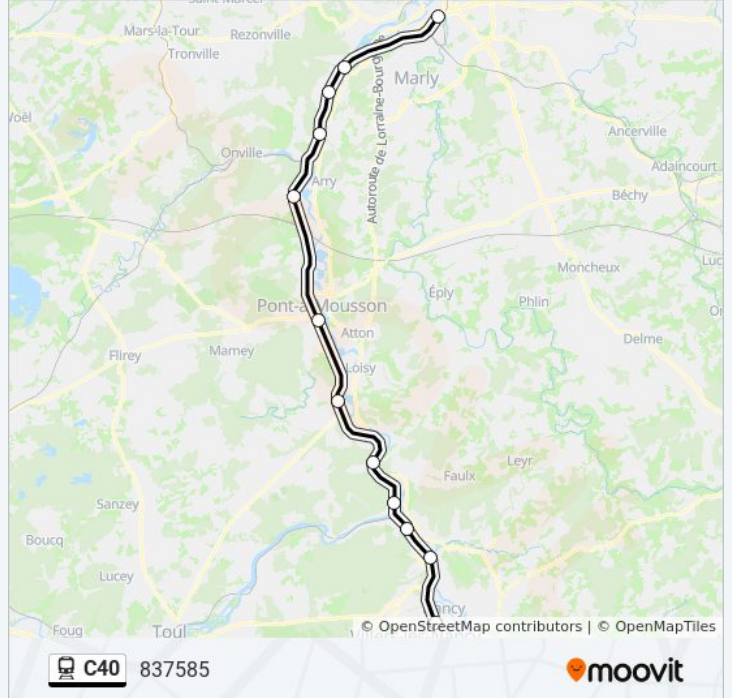 Mars-la-Tour
Rezonville
Tronville
Marly
Autoroute de Lorraine-Bourgogne
Ancerville
Onville
Adaincourt
Arry
Béchy
Moncheux
Éply
Phlin
Pont-à-Mousson
Atton
Delme
Mamey
Flirey
Loisy
Leyr
Faulx
Sanzey
Boucq
Lucey
Foug
Toul
© OpenStreetMap contributors | © OpenMapTiles
C40 837585
moovit